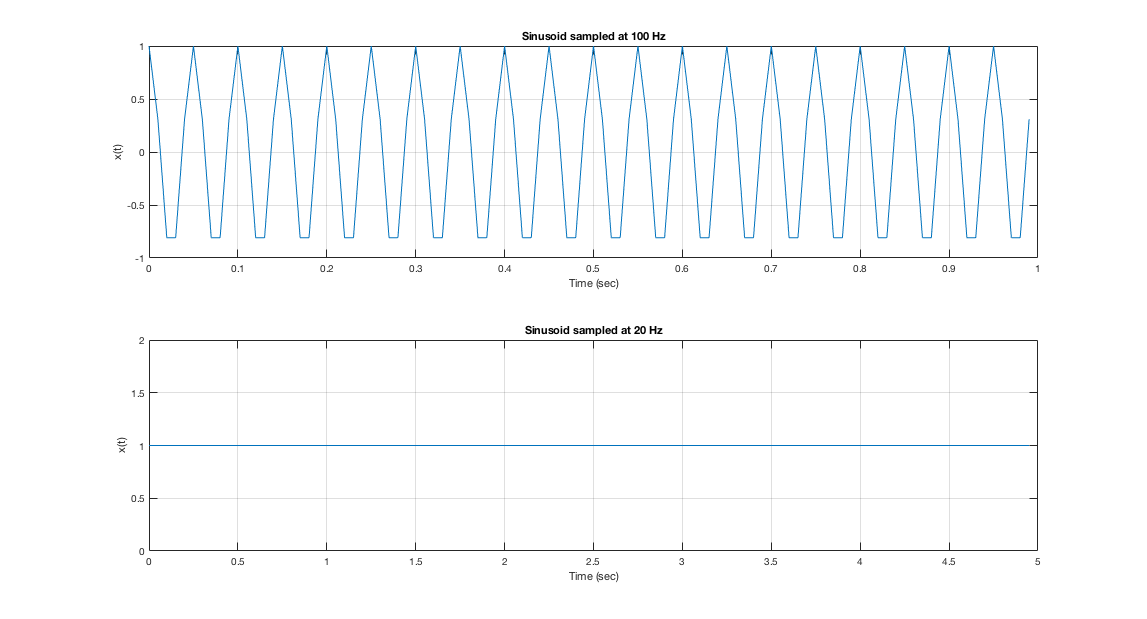 Sinusoid sampled at 100 Hz
1
0.5
0
-0.5
-1
x(t)
0 0.1 0.2 0.3 0.4 0.5 0.6 0.7 0.8 0.9 1
Time (sec)
Sinusoid sampled at 20 Hz
2
1.5
1
0.5
0
x(t)
0 0.5 1 1.5 2 2.5 3 3.5 4 4.5 5
Time (sec)